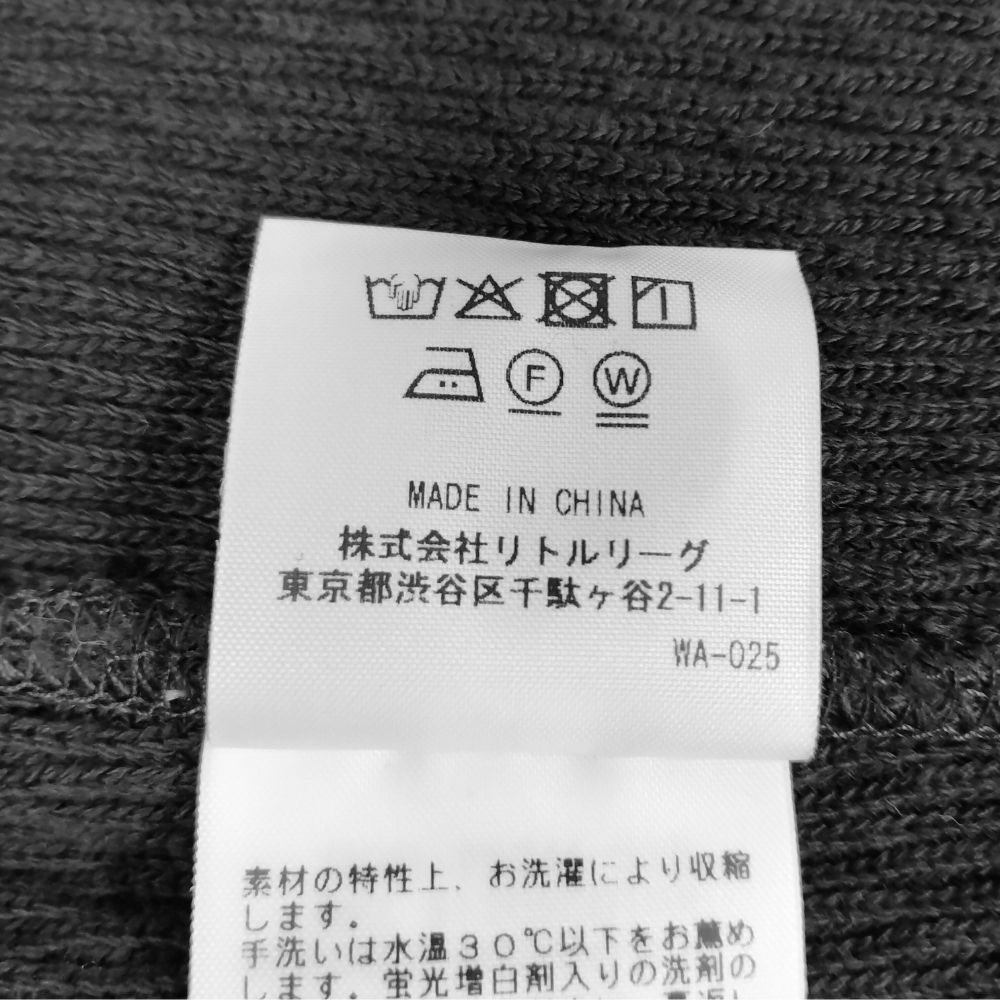 F W
MADE IN CHINA
株式会社リトルリーグ
東京都渋谷区千駄ヶ谷2-11-1
WA-025
素材の特性上、お洗濯により収縮
します。
手洗いは水温３０℃以下をお薦め
します。蛍光増白剤入りの洗剤の